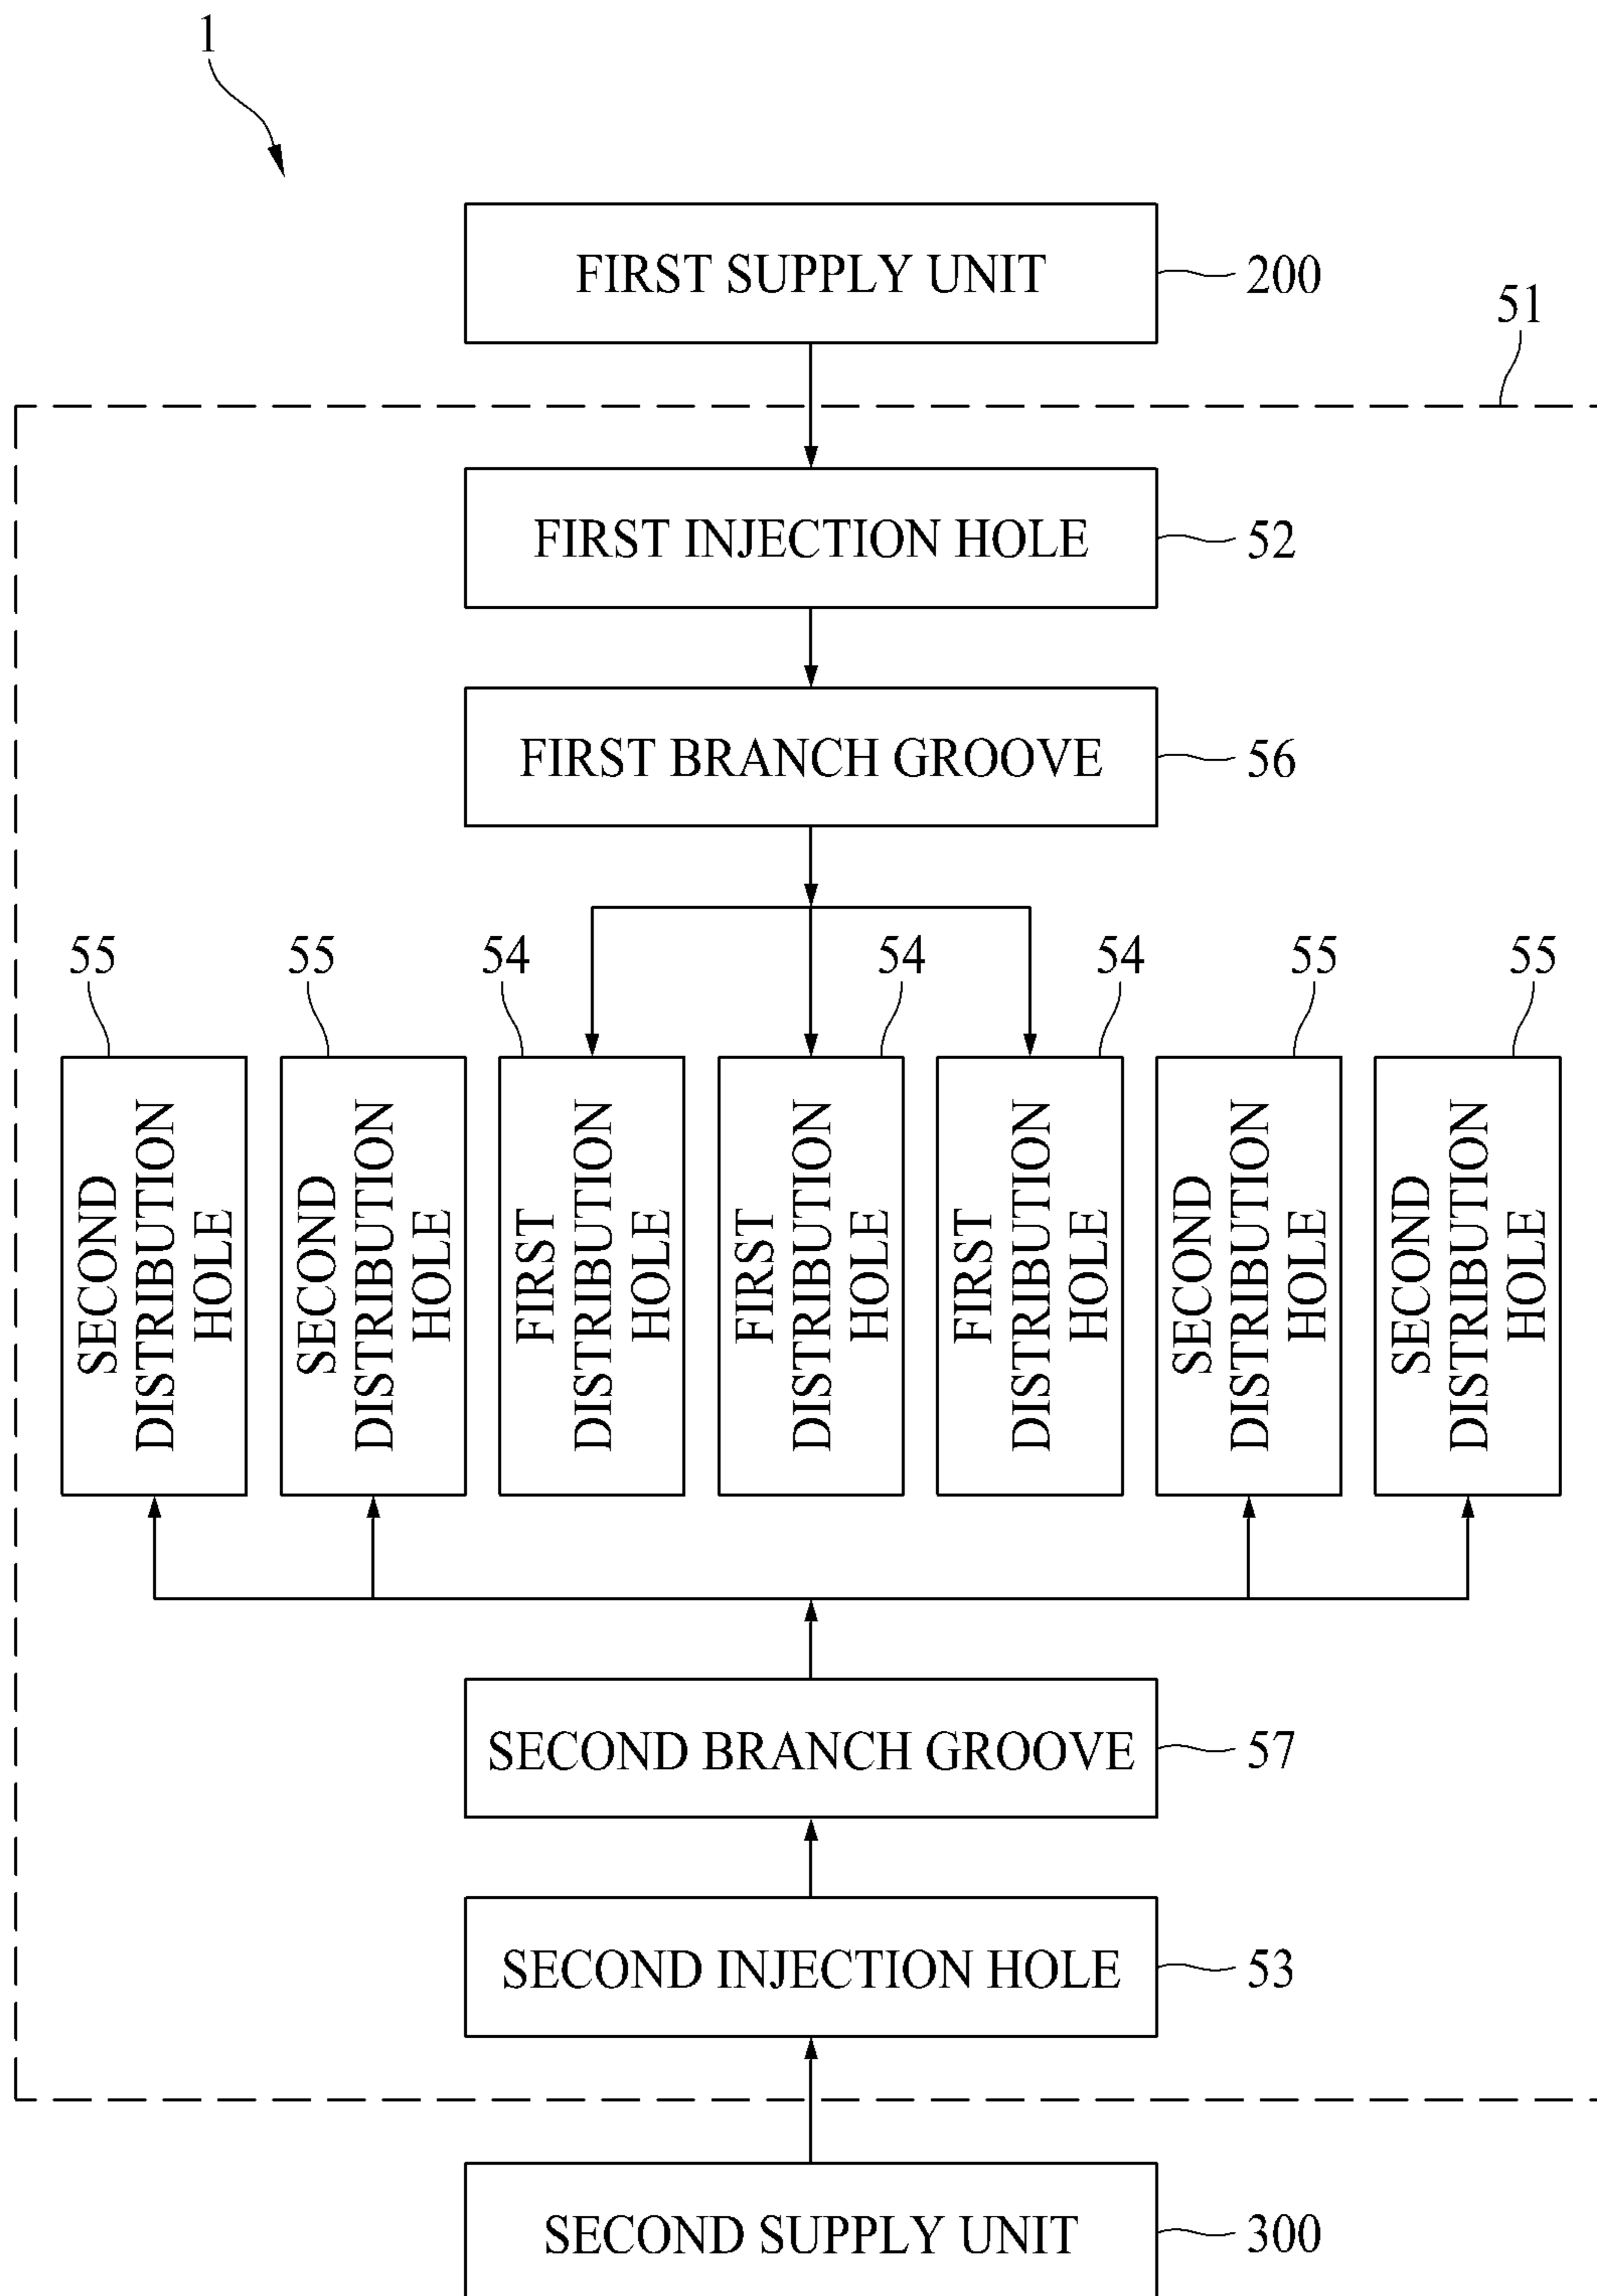 1
FIRST SUPPLY UNIT
200
51
FIRST INJECTION HOLE
52
FIRST BRANCH GROOVE
56
55
55
54
54
54
55
55
SECOND
DISTRIBUTION
HOLE
SECOND
DISTRIBUTION
HOLE
FIRST
DISTRIBUTION
HOLE
FIRST
DISTRIBUTION
HOLE
FIRST
DISTRIBUTION
HOLE
SECOND
DISTRIBUTION
HOLE
SECOND
DISTRIBUTION
HOLE
SECOND BRANCH GROOVE
57
SECOND INJECTION HOLE
53
SECOND SUPPLY UNIT
300